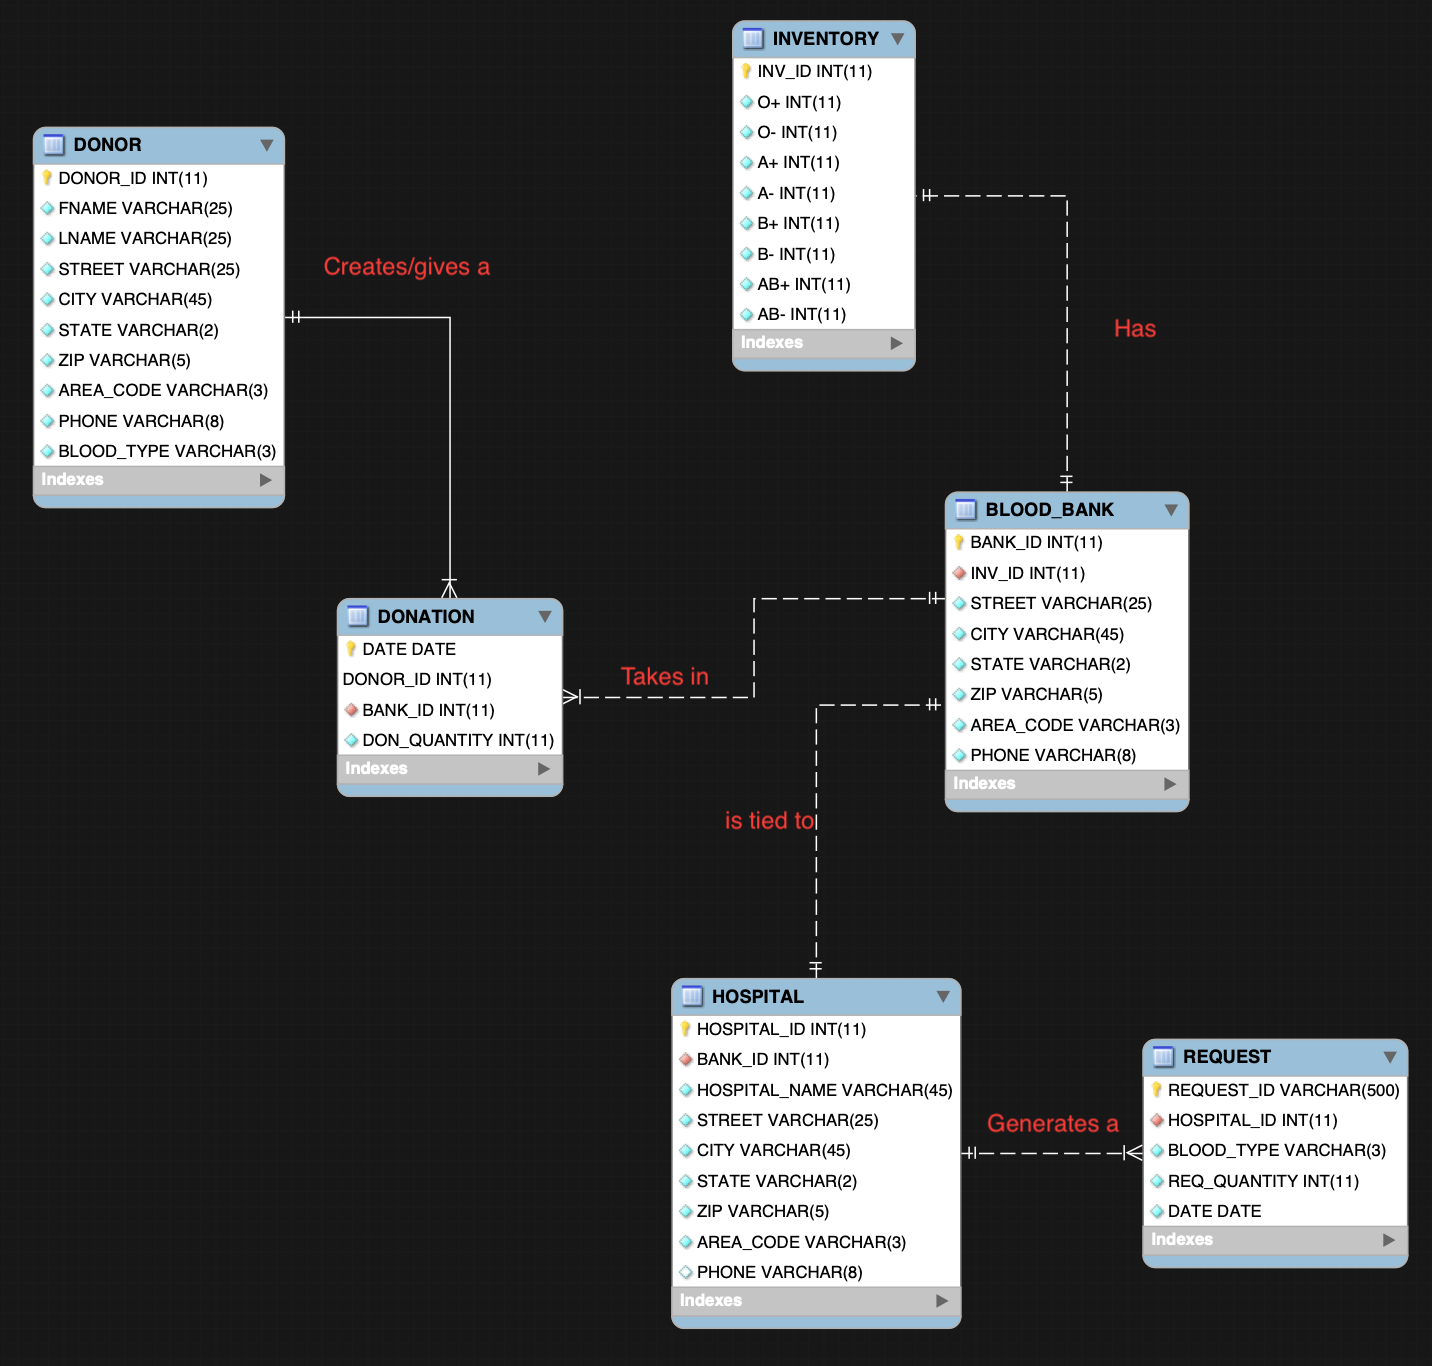 INVENTORY
INV_ID INT(11)
O+ INT(11)
O- INT(11)
A+ INT(11)
A- INT(11)
B+ INT(11)
B- INT(11)
AB+ INT(11)
AB- INT(11)
Indexes
DONOR
DONOR_ID INT(11)
FNAME VARCHAR(25)
LNAME VARCHAR(25)
STREET VARCHAR(25)
CITY VARCHAR(45)
STATE VARCHAR(2)
ZIP VARCHAR(5)
AREA_CODE VARCHAR(3)
PHONE VARCHAR(8)
BLOOD_TYPE VARCHAR(3)
Indexes
Creates/gives a
Has
BLOOD_BANK
BANK_ID INT(11)
INV_ID INT(11)
STREET VARCHAR(25)
CITY VARCHAR(45)
STATE VARCHAR(2)
ZIP VARCHAR(5)
AREA_CODE VARCHAR(3)
PHONE VARCHAR(8)
Indexes
DONATION
DATE DATE
DONOR_ID INT(11)
BANK_ID INT(11)
DON_QUANTITY INT(11)
Indexes
Takes in
is tied to
HOSPITAL
HOSPITAL_ID INT(11)
BANK_ID INT(11)
HOSPITAL_NAME VARCHAR(45)
STREET VARCHAR(25)
CITY VARCHAR(45)
STATE VARCHAR(2)
ZIP VARCHAR(5)
AREA_CODE VARCHAR(3)
PHONE VARCHAR(8)
Indexes
Generates a
REQUEST
REQUEST_ID VARCHAR(500)
HOSPITAL_ID INT(11)
BLOOD_TYPE VARCHAR(3)
REQ_QUANTITY INT(11)
DATE DATE
Indexes